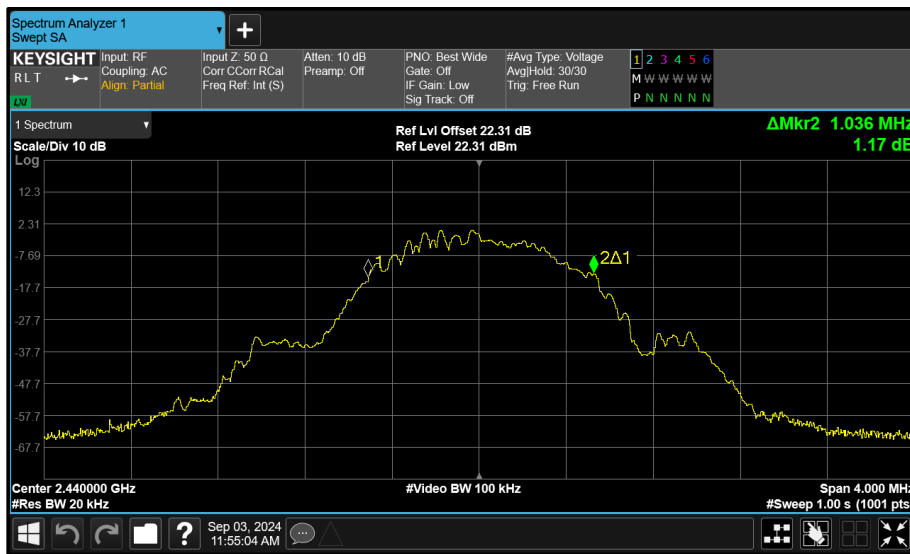 Spectrum Analyzer 1
Swept SA
KEYSIGHT
R L T
LXI
Input: RF
Coupling: AC
Align: Partial
Input Z: 50 Ω
Corr CCorr RCal
Freq Ref: Int (S)
Atten: 10 dB
Preamp: Off
PNO: Best Wide
Gate: Off
IF Gain: Low
Sig Track: Off
#Avg Type: Voltage
Avg|Hold: 30/30
Trig: Free Run
1 2 3 4 5 6
M W W W W W
P N N N N N
1 Spectrum
Scale/Div 10 dB
Log
Ref Lvl Offset 22.31 dB
Ref Level 22.31 dBm
ΔMkr2 1.036 MHz
1.17 dB
12.3
2.31
-7.69
-17.7
-27.7
-37.7
-47.7
-57.7
-67.7
1
2Δ1
Center 2.440000 GHz
#Res BW 20 kHz
#Video BW 100 kHz
Span 4.000 MHz
#Sweep 1.00 s (1001 pts
?
Sep 03, 2024
11:55:04 AM